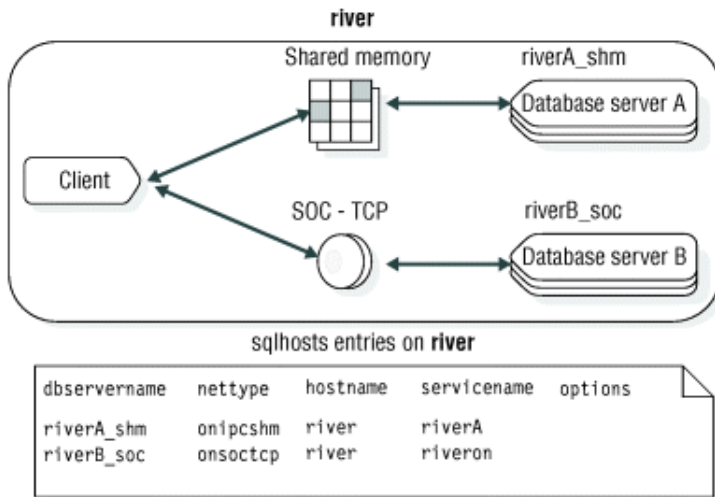 river
Shared memory
riverA_shm
Database server A
Client
SOC - TCP
riverB_soc
Database server B
sqlhosts entries on river
dbservername nettype hostname servicename options
riverA_shm onipcshm river riverA
riverB_soc onsoctcp river riveron